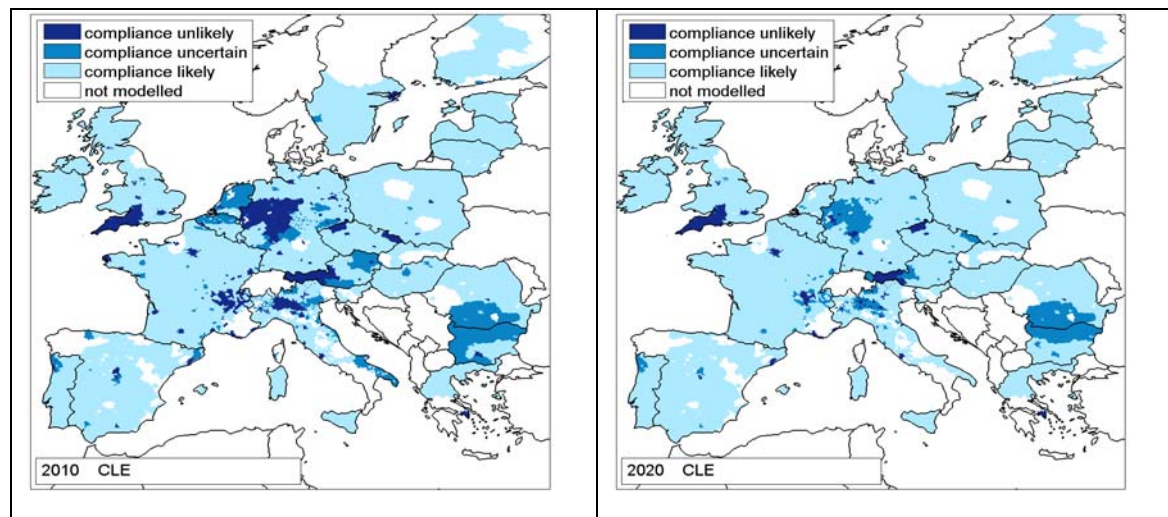 compliance unlikely
compliance uncertain
compliance likely
not modelled
2010 CLE
compliance unlikely
compliance uncertain
compliance likely
not modelled
2020 CLE